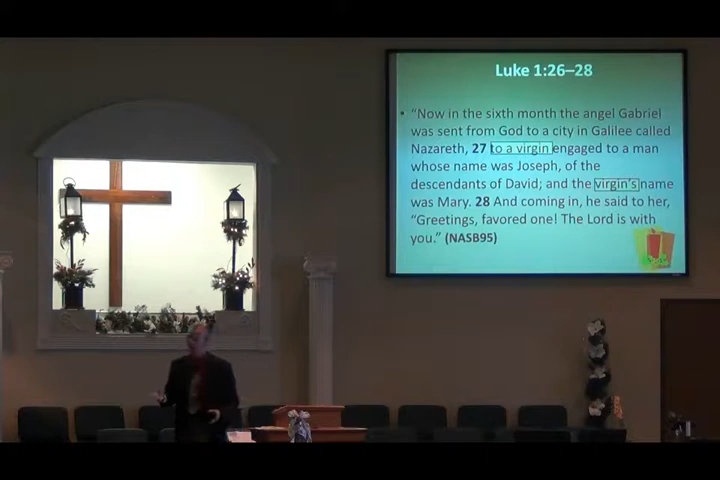 Luke 1:26–28
• “Now in the sixth month the angel Gabriel
was sent from God to a city in Galilee called
Nazareth, 27 to a virgin engaged to a man
whose name was Joseph, of the
descendants of David; and the virgin’s name
was Mary. 28 And coming in, he said to her,
“Greetings, favored one! The Lord is with
you.” (NASB95)